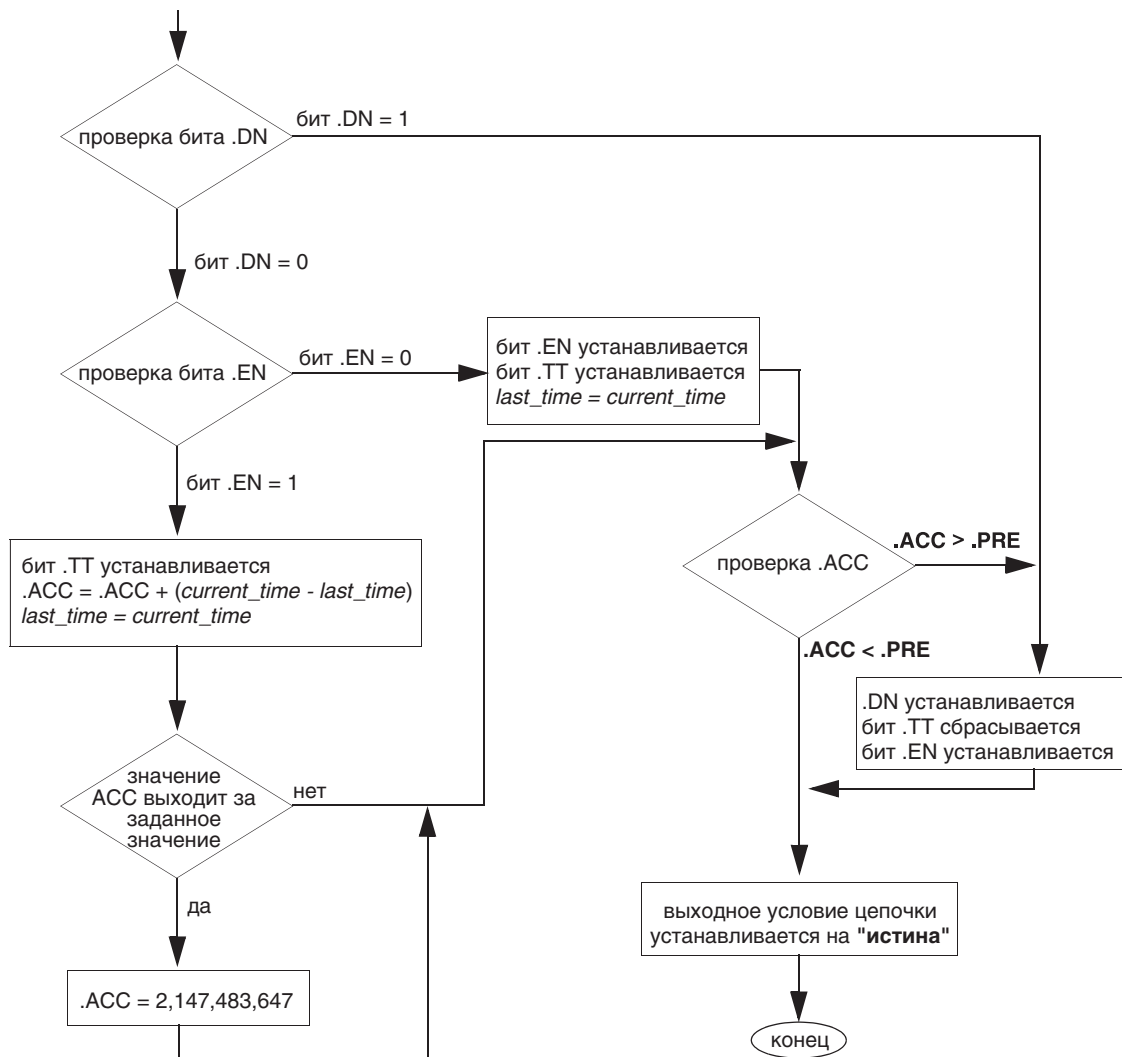 проверка бита .DN
бит .DN = 1
бит .DN = 0
проверка бита .EN
бит .EN = 0
бит .EN устанавливается
бит .TT устанавливается
last_time = current_time
бит .EN = 1
бит .TT устанавливается
.ACC = .ACC + (current_time - last_time)
last_time = current_time
проверка .ACC
.ACC > .PRE
.ACC < .PRE
.DN устанавливается
бит .TT сбрасывается
бит .EN устанавливается
значение
ACC выходит за
заданное
значение
нет
да
.ACC = 2,147,483,647
выходное условие цепочки
устанавливается на "истина"
конец